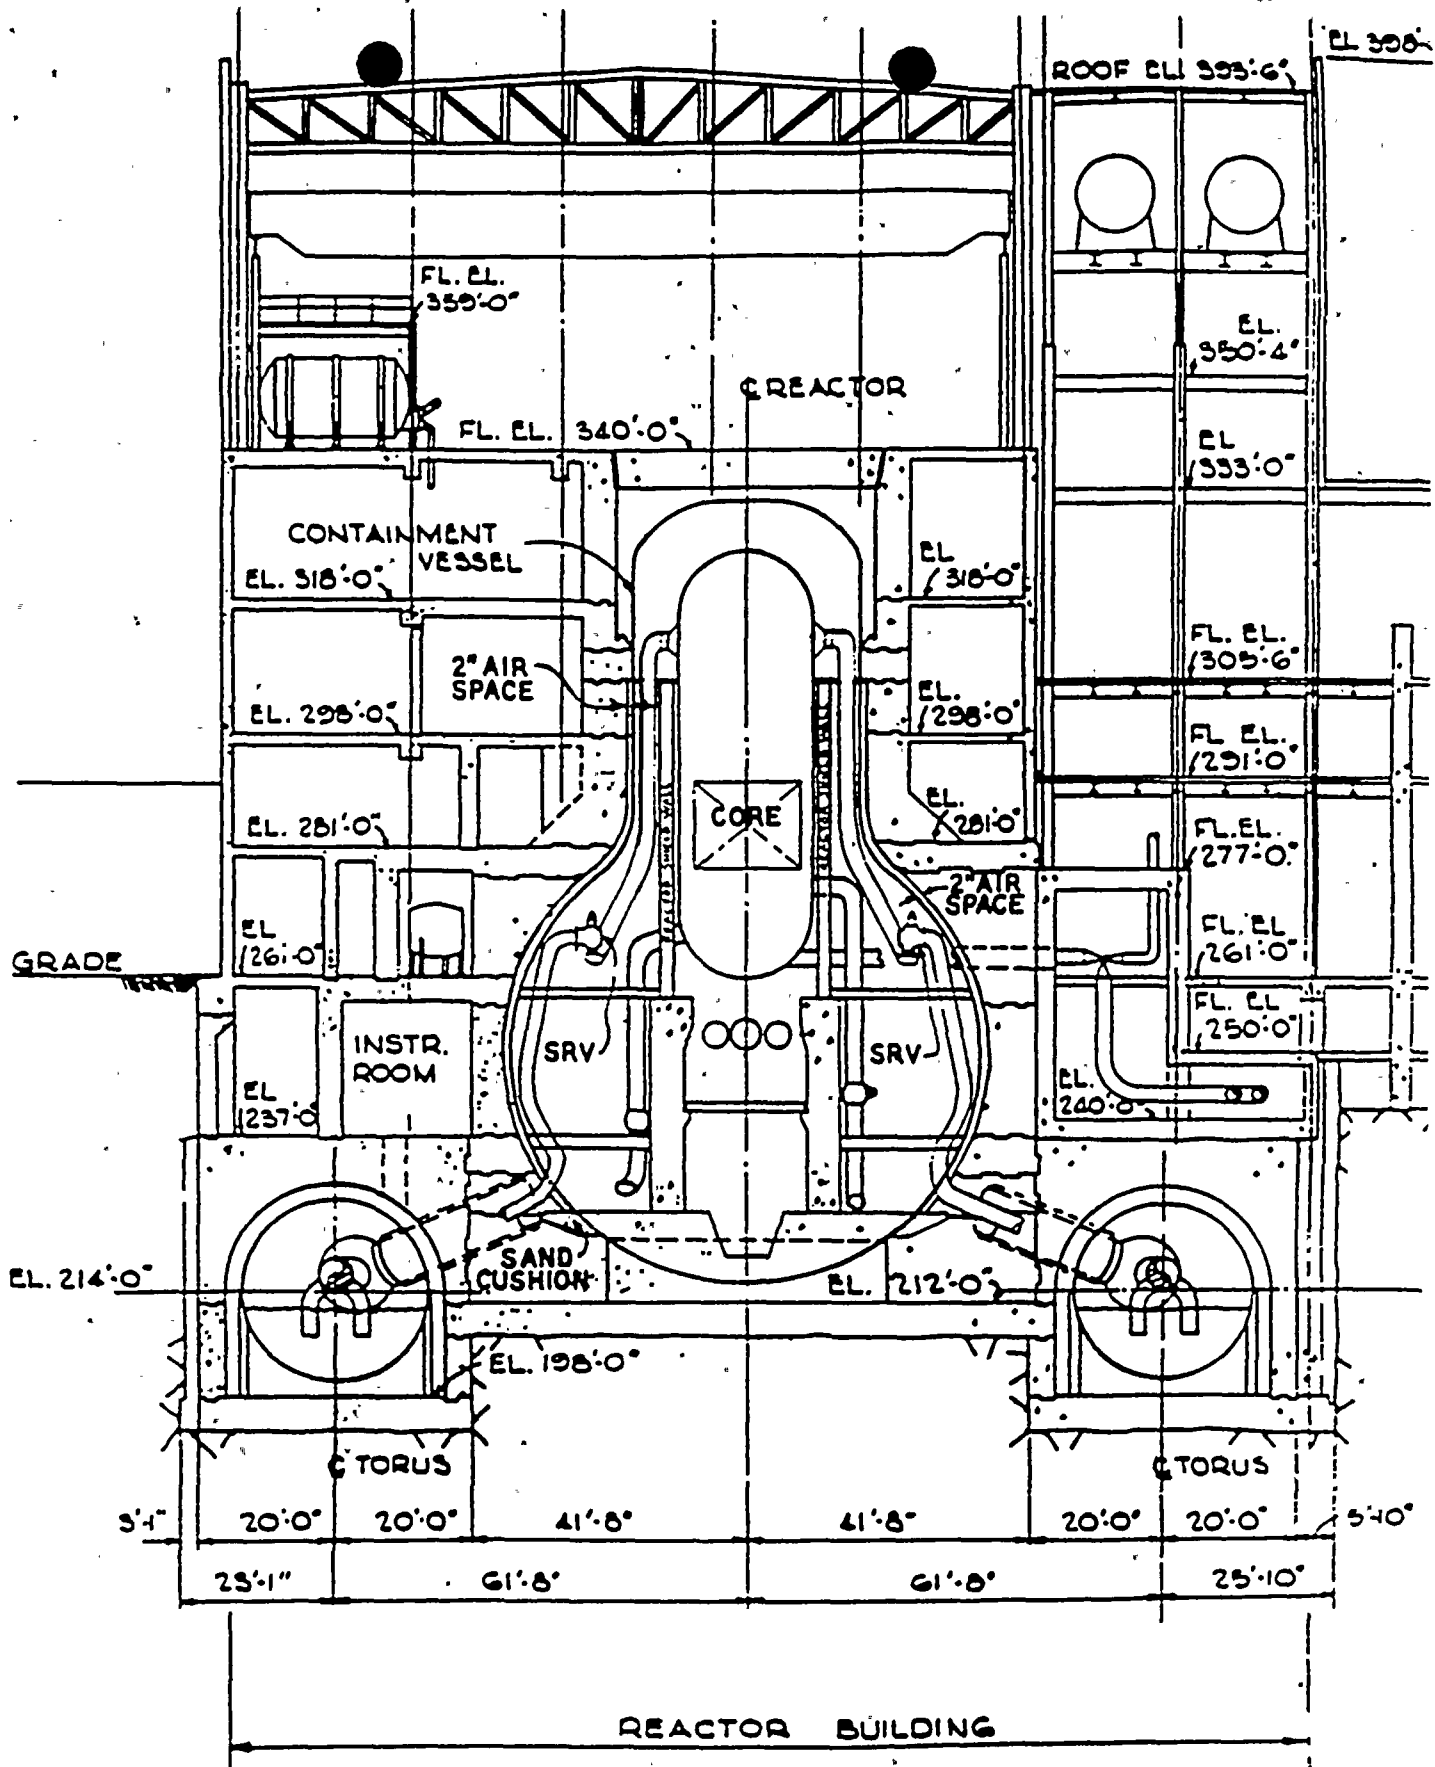 EL 398'-
ROOF EL. 393'-6"
FL. EL.
359'-0"
EL.
350'-4"
℄ REACTOR
FL. EL. 340'-0"
EL
333'-0"
CONTAINMENT
VESSEL
EL. 318'-0"
EL
318'-0"
FL. EL.
305'-6"
2" AIR
SPACE
EL. 298'-0"
EL.
298'-0"
FL EL.
291'-0"
CORE
EL. 281'-0"
EL.
281'-0"
FL. EL.
277'-0"
2" AIR
SPACE
EL
261'-0"
FL. EL
261'-0"
GRADE
FL. EL
250'-0"
INSTR.
ROOM
SRV
SRV
EL
237'-0"
EL.
240'-0"
SAND
CUSHION
EL. 214'-0"
EL. 212'-0"
EL. 198'-0"
℄ TORUS
℄ TORUS
3'-1" 20'-0" 20'-0" 41'-8" 41'-8" 20'-0" 20'-0" 5'-10"
23'-1" 61'-8" 61'-8" 25'-10"
REACTOR BUILDING